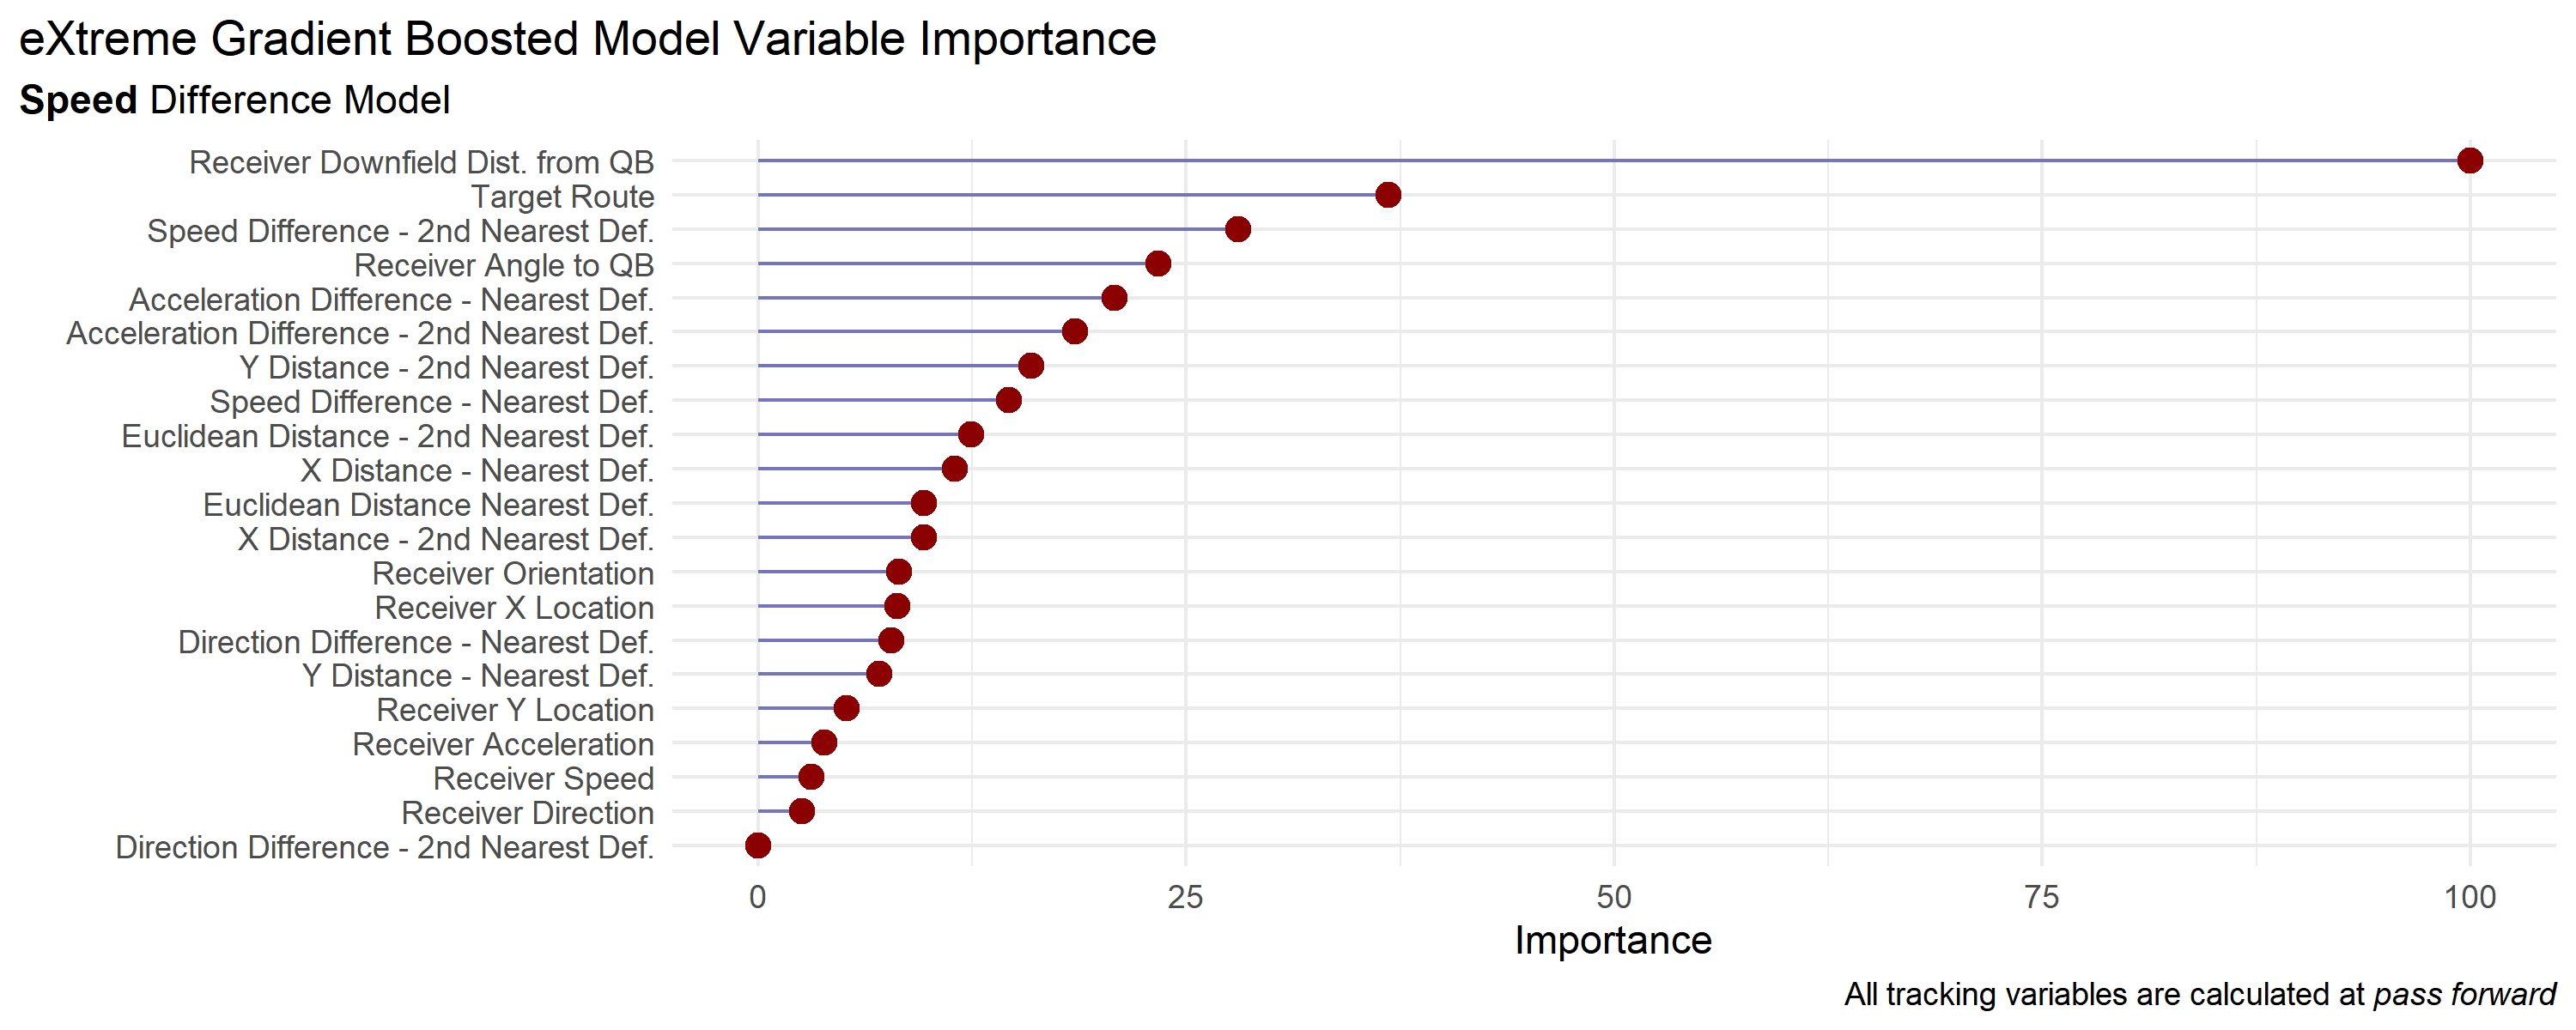 eXtreme Gradient Boosted Model Variable Importance
Speed Difference Model
Receiver Downfield Dist. from QB
Target Route
Speed Difference - 2nd Nearest Def.
Receiver Angle to QB
Acceleration Difference - Nearest Def.
Acceleration Difference - 2nd Nearest Def.
Y Distance - 2nd Nearest Def.
Speed Difference - Nearest Def.
Euclidean Distance - 2nd Nearest Def.
X Distance - Nearest Def.
Euclidean Distance Nearest Def.
X Distance - 2nd Nearest Def.
Receiver Orientation
Receiver X Location
Direction Difference - Nearest Def.
Y Distance - Nearest Def.
Receiver Y Location
Receiver Acceleration
Receiver Speed
Receiver Direction
Direction Difference - 2nd Nearest Def.
0 25 50 75 100
Importance
All tracking variables are calculated at pass forward